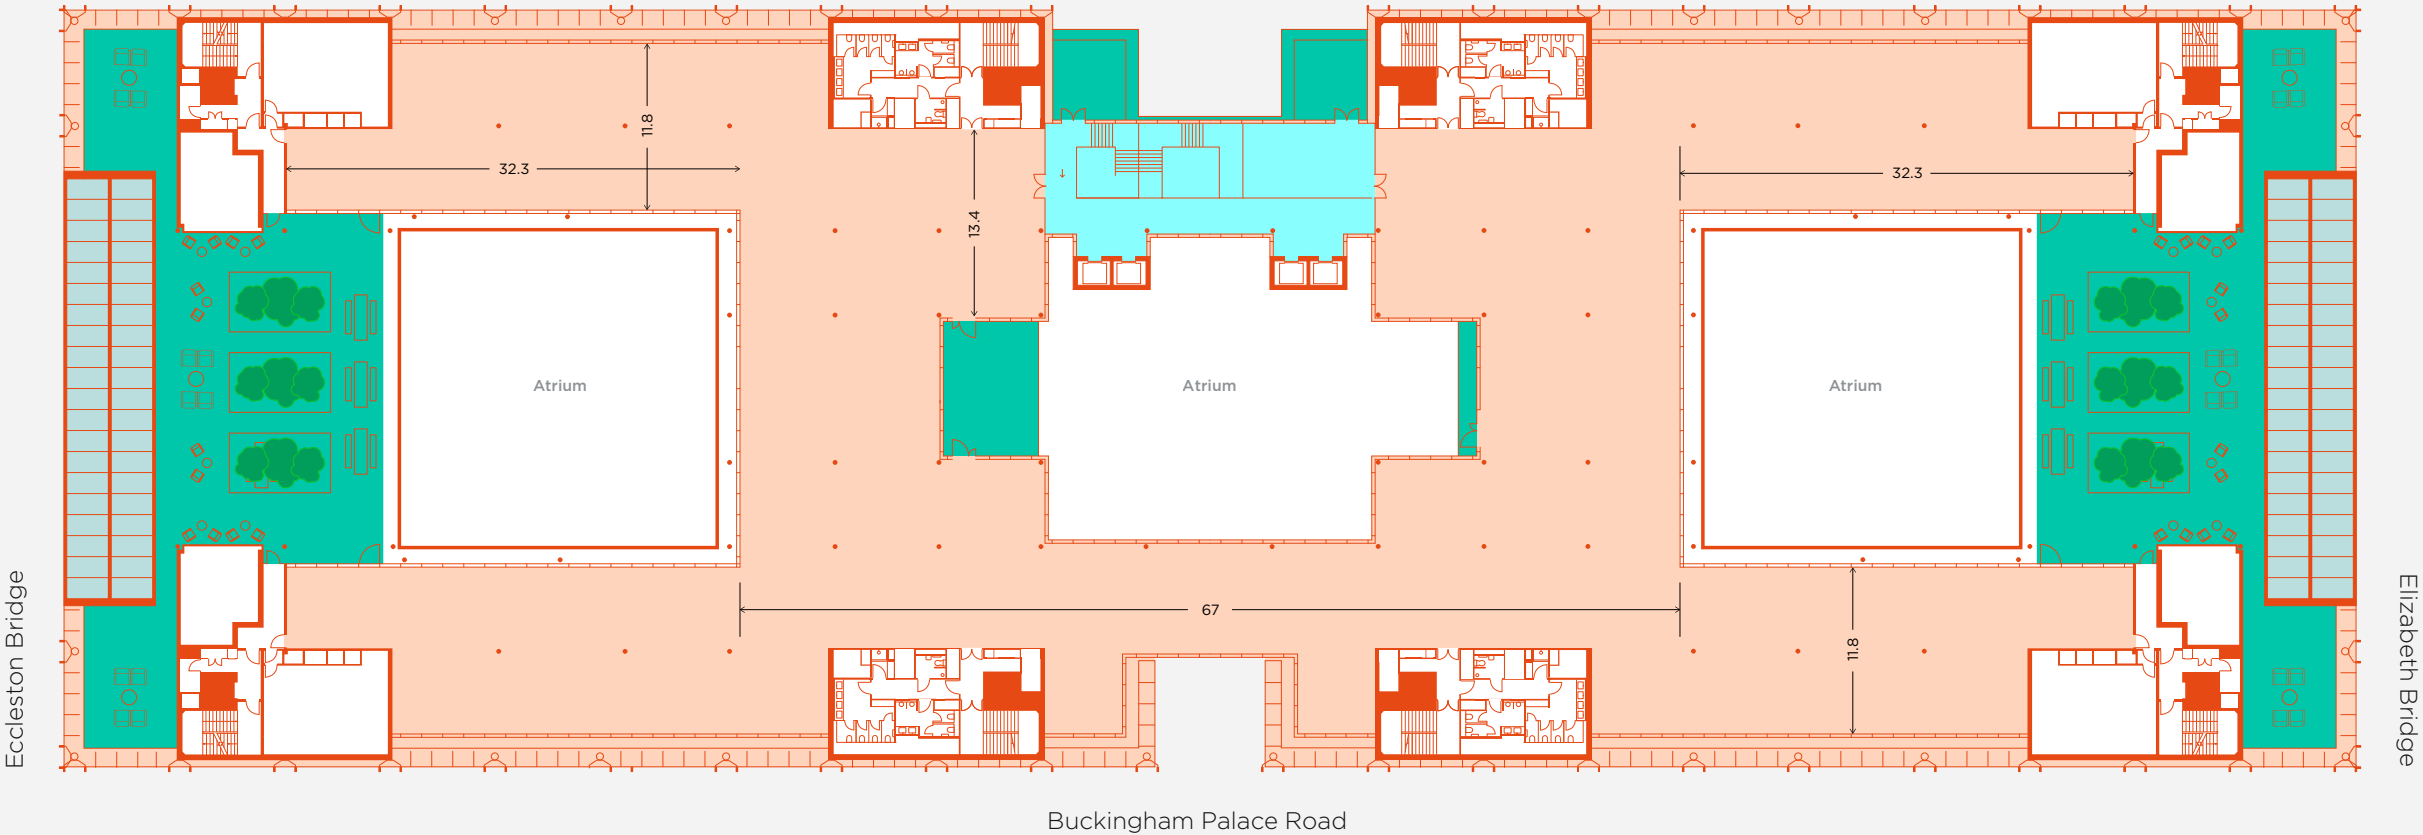 11.8
32.3
32.3
13.4
Atrium
Atrium
Atrium
67
11.8
Eccleston Bridge
Elizabeth Bridge
Buckingham Palace Road